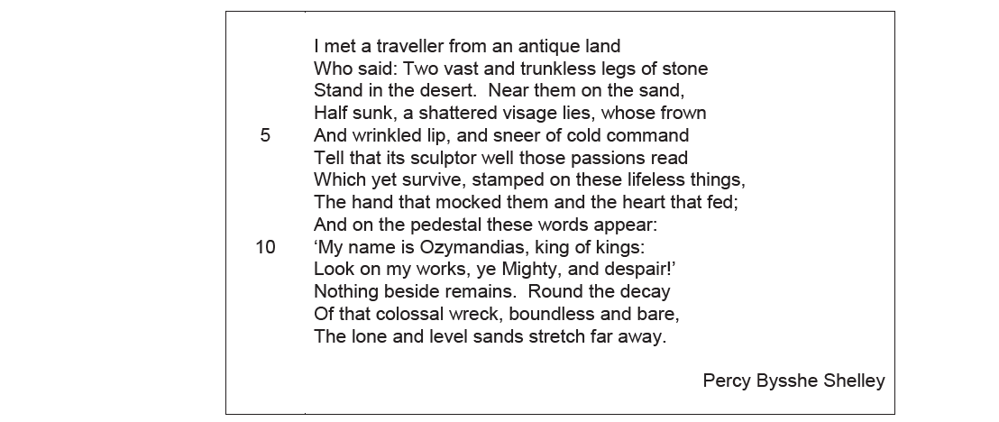 I met a traveller from an antique land
Who said: Two vast and trunkless legs of stone
Stand in the desert.  Near them on the sand,
Half sunk, a shattered visage lies, whose frown
5 And wrinkled lip, and sneer of cold command
Tell that its sculptor well those passions read
Which yet survive, stamped on these lifeless things,
The hand that mocked them and the heart that fed;
And on the pedestal these words appear:
10 ‘My name is Ozymandias, king of kings:
Look on my works, ye Mighty, and despair!’
Nothing beside remains.  Round the decay
Of that colossal wreck, boundless and bare,
The lone and level sands stretch far away.
Percy Bysshe Shelley